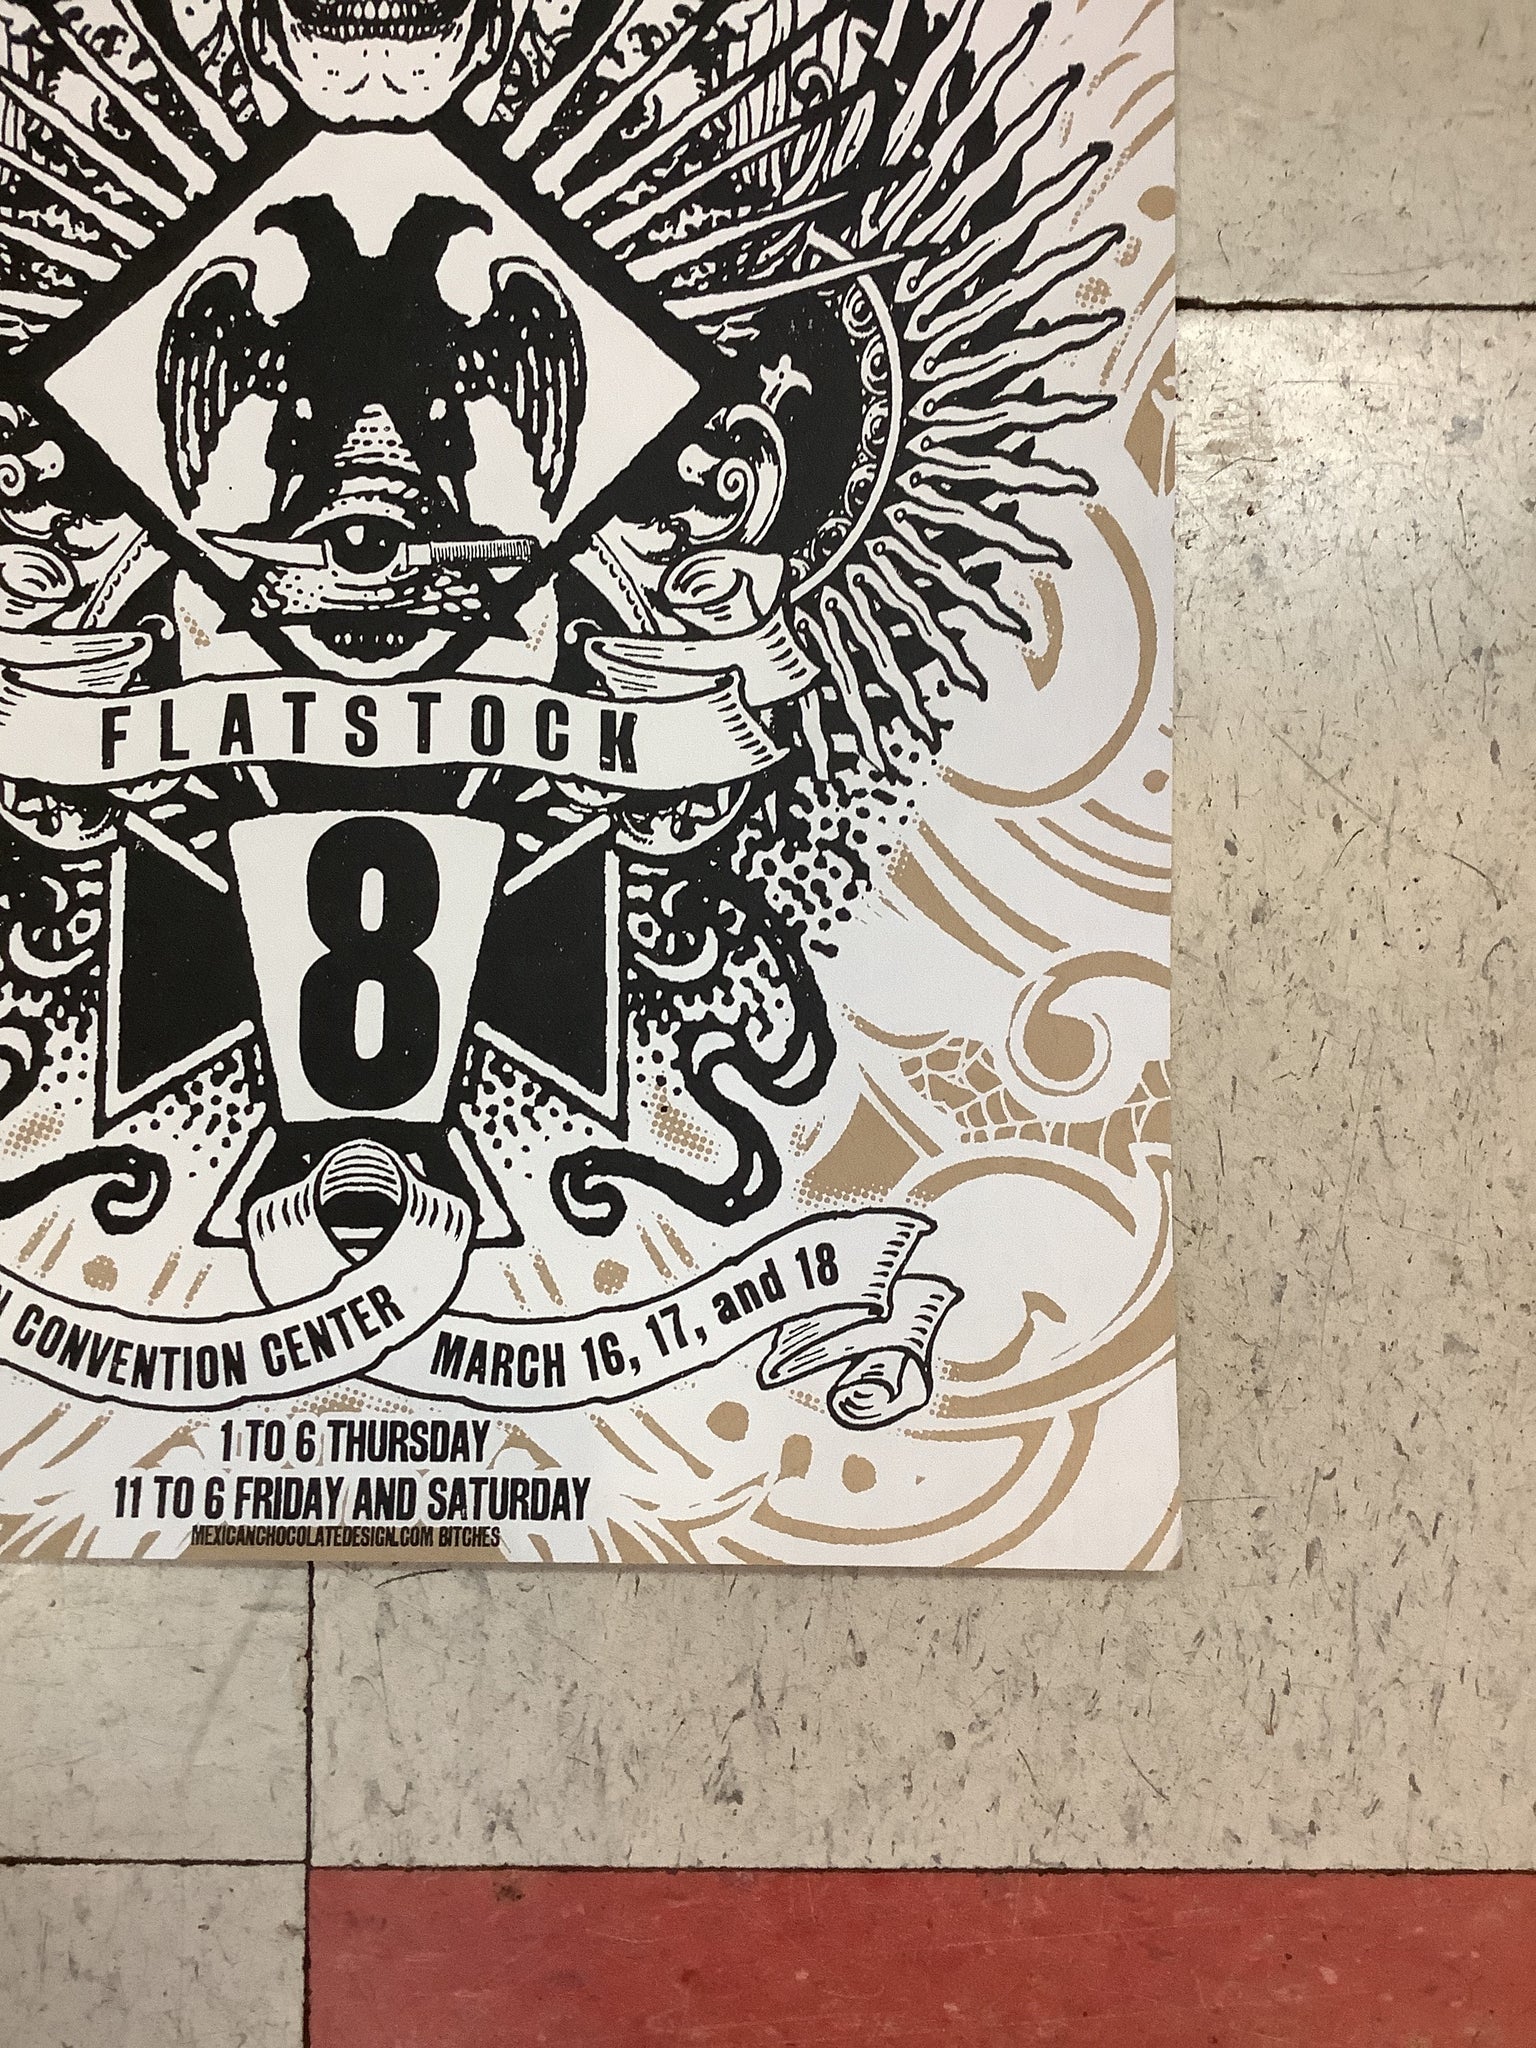 FLATSTOCK
8
N CONVENTION CENTER
MARCH 16, 17, and 18
1 TO 6 THURSDAY
11 TO 6 FRIDAY AND SATURDAY
MEXICANCHOCOLATEDESIGN.COM BITCHES